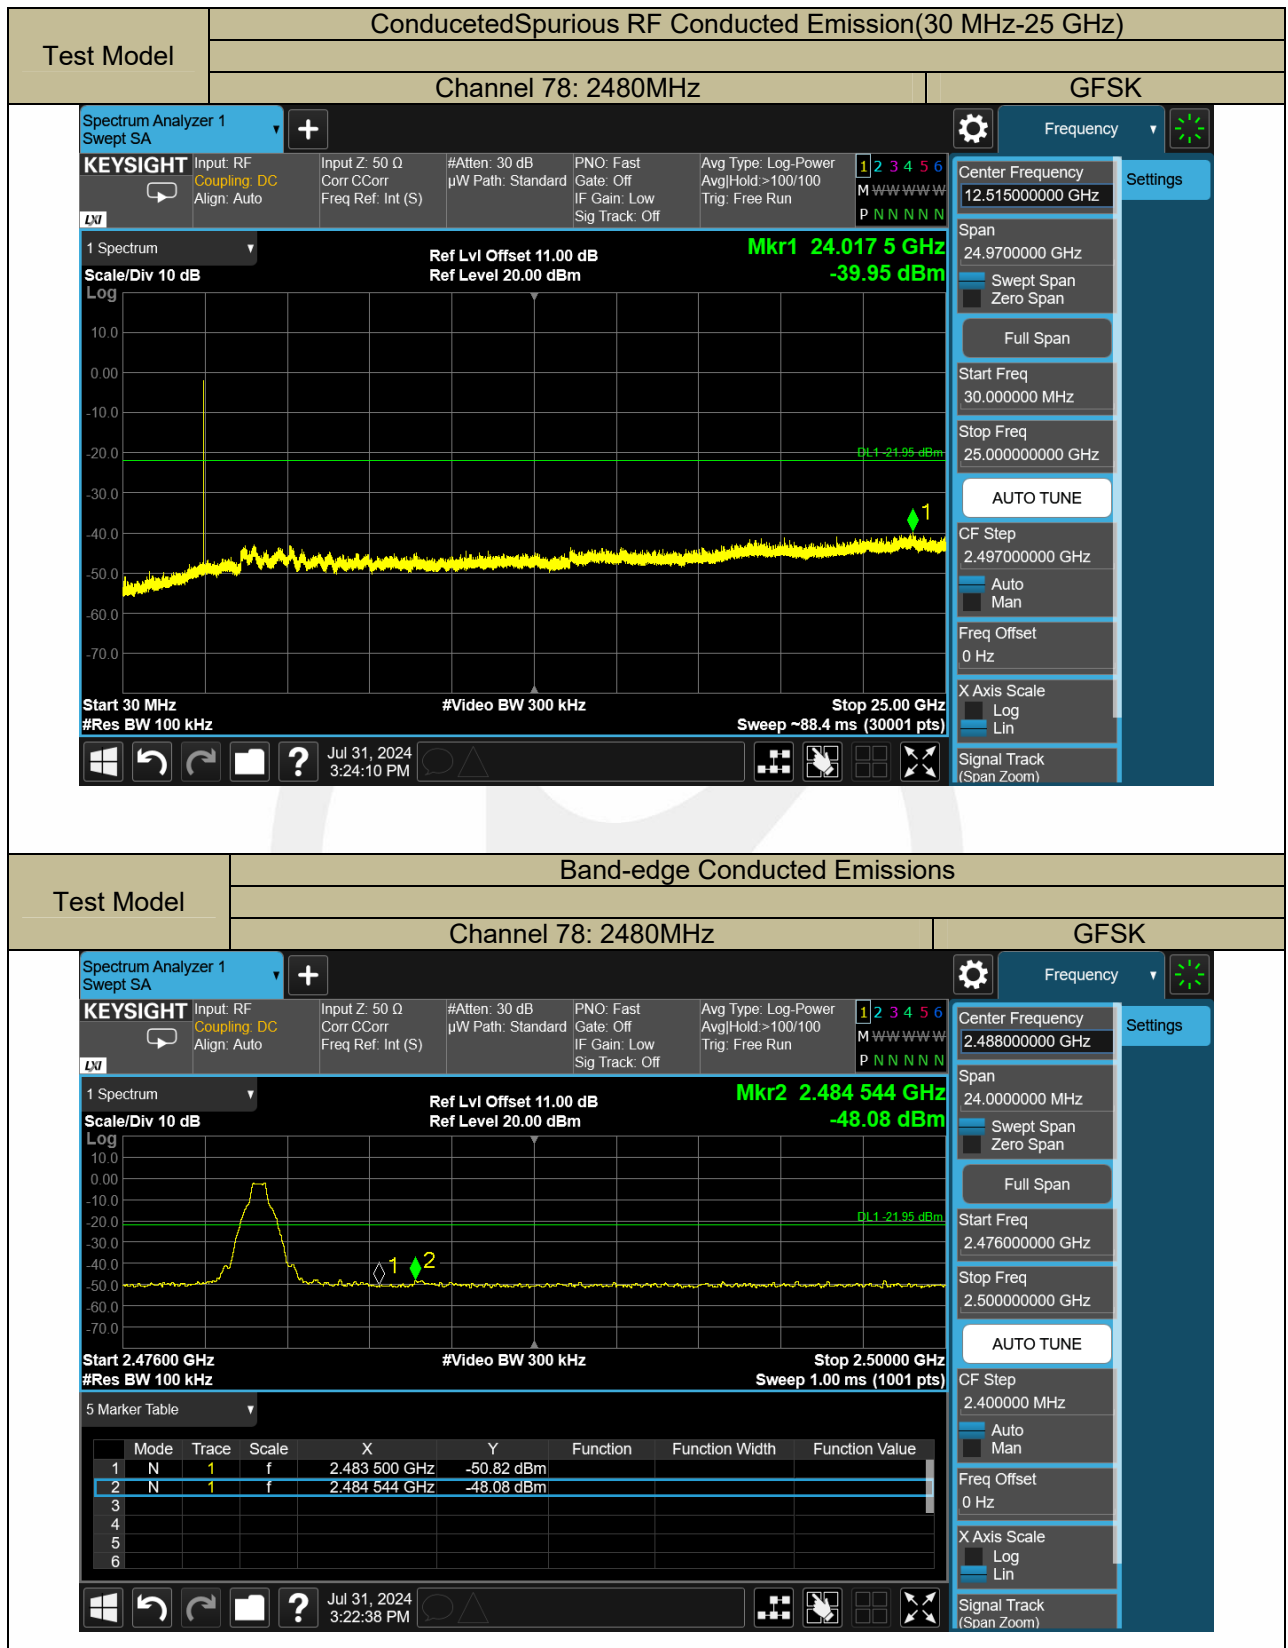 Test Model
ConducetedSpurious RF Conducted Emission(30 MHz-25 GHz)
Channel 78: 2480MHz
GFSK
Spectrum Analyzer 1
Swept SA
Frequency
KEYSIGHT
LXI
Input: RF
Coupling: DC
Align: Auto
Input Z: 50 Ω
Corr CCorr
Freq Ref: Int (S)
#Atten: 30 dB
µW Path: Standard
PNO: Fast
Gate: Off
IF Gain: Low
Sig Track: Off
Avg Type: Log-Power
Avg|Hold:>100/100
Trig: Free Run
1 2 3 4 5 6
M W W W W W
P N N N N N
Center Frequency
12.515000000 GHz
Settings
Span
24.9700000 GHz
Swept Span
Zero Span
Full Span
Start Freq
30.000000 MHz
Stop Freq
25.000000000 GHz
AUTO TUNE
CF Step
2.497000000 GHz
Auto
Man
Freq Offset
0 Hz
X Axis Scale
Log
Lin
Signal Track
(Span Zoom)
1 Spectrum
Scale/Div 10 dB
Ref Lvl Offset 11.00 dB
Ref Level 20.00 dBm
Mkr1 24.017 5 GHz
-39.95 dBm
Log
10.0
0.00
-10.0
-20.0
-30.0
-40.0
-50.0
-60.0
-70.0
DL1 -21.95 dBm
1
Start 30 MHz
#Res BW 100 kHz
#Video BW 300 kHz
Stop 25.00 GHz
Sweep ~88.4 ms (30001 pts)
Jul 31, 2024
3:24:10 PM
Test Model
Band-edge Conducted Emissions
Channel 78: 2480MHz
GFSK
Spectrum Analyzer 1
Swept SA
Frequency
KEYSIGHT
LXI
Input: RF
Coupling: DC
Align: Auto
Input Z: 50 Ω
Corr CCorr
Freq Ref: Int (S)
#Atten: 30 dB
µW Path: Standard
PNO: Fast
Gate: Off
IF Gain: Low
Sig Track: Off
Avg Type: Log-Power
Avg|Hold:>100/100
Trig: Free Run
1 2 3 4 5 6
M W W W W W
P N N N N N
Center Frequency
2.488000000 GHz
Settings
Span
24.0000000 MHz
Swept Span
Zero Span
Full Span
Start Freq
2.476000000 GHz
Stop Freq
2.500000000 GHz
AUTO TUNE
CF Step
2.400000 MHz
Auto
Man
Freq Offset
0 Hz
X Axis Scale
Log
Lin
Signal Track
(Span Zoom)
1 Spectrum
Scale/Div 10 dB
Ref Lvl Offset 11.00 dB
Ref Level 20.00 dBm
Mkr2 2.484 544 GHz
-48.08 dBm
Log
10.0
0.00
-10.0
-20.0
-30.0
-40.0
-50.0
-60.0
-70.0
DL1 -21.95 dBm
1
2
Start 2.47600 GHz
#Res BW 100 kHz
#Video BW 300 kHz
Stop 2.50000 GHz
Sweep 1.00 ms (1001 pts)
5 Marker Table
Mode Trace Scale X Y Function Function Width Function Value
1 N 1 f 2.483 500 GHz -50.82 dBm
2 N 1 f 2.484 544 GHz -48.08 dBm
3
4
5
6
Jul 31, 2024
3:22:38 PM